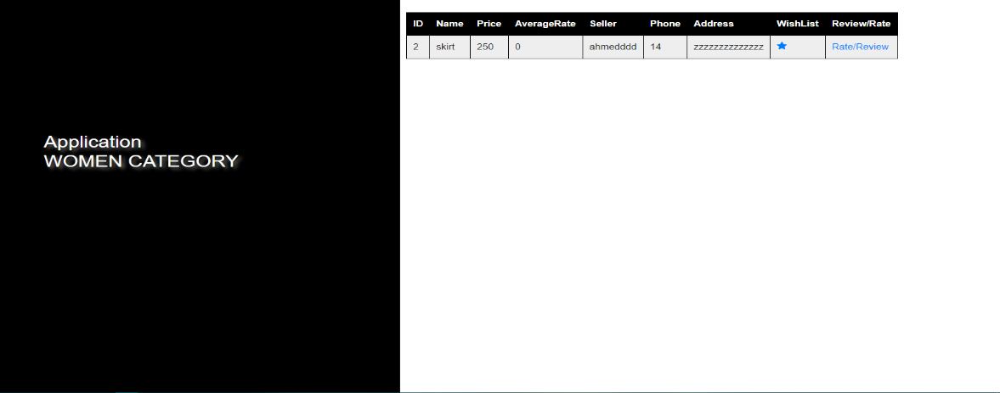 Application
WOMEN CATEGORY
ID Name Price AverageRate Seller Phone Address WishList Review/Rate
2 skirt 250 0 ahmedddd 14 zzzzzzzzzzzzzz Rate/Review